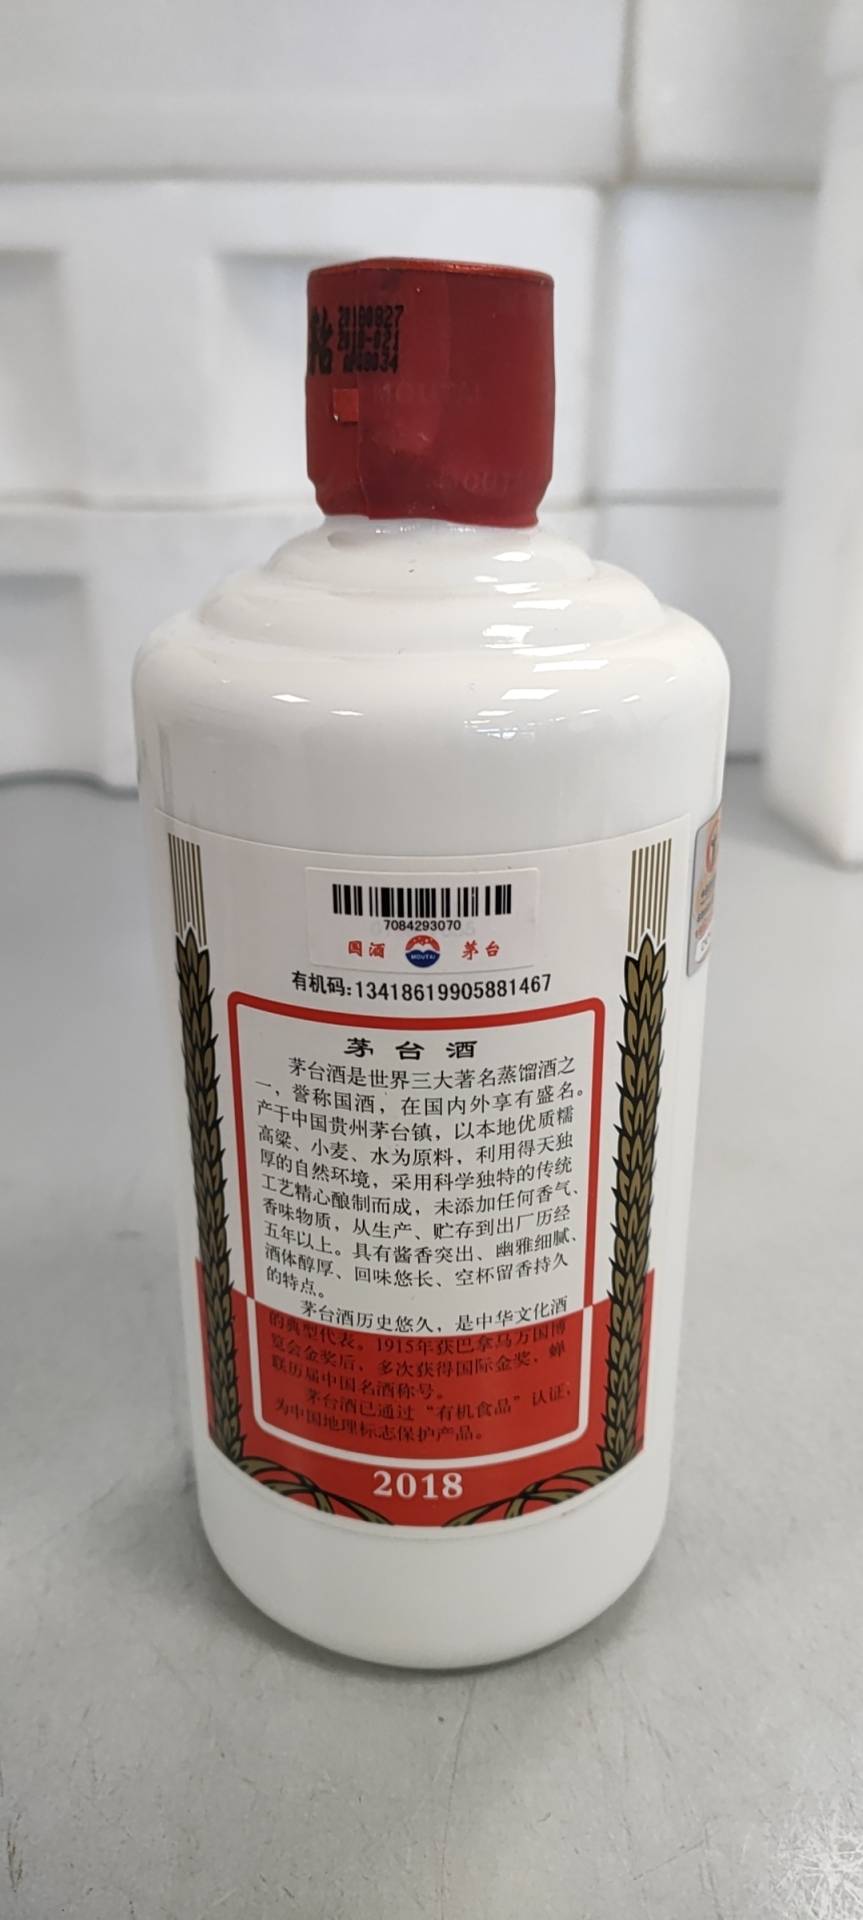 20180827
2018-021
MOUTAI
MOUTAI
7084293070
国酒 茅台
MOUTAI
有机码:13418619905881467
茅台酒
茅台酒是世界三大著名蒸馏酒之
一，誉称国酒，在国内外享有盛名。
产于中国贵州茅台镇，以本地优质糯
高粱、小麦、水为原料，利用得天独
厚的自然环境，采用科学独特的传统
工艺精心酿制而成，未添加任何香气、
香味物质，从生产、贮存到出厂历经
五年以上。具有酱香突出、幽雅细腻、
酒体醇厚、回味悠长、空杯留香持久
的特点。
茅台酒历史悠久，是中华文化酒
的典型代表。1915年获巴拿马万国博
览会金奖后，多次获得国际金奖，蝉
联历届中国名酒称号。
茅台酒已通过“有机食品”认证，
为中国地理标志保护产品。
2018